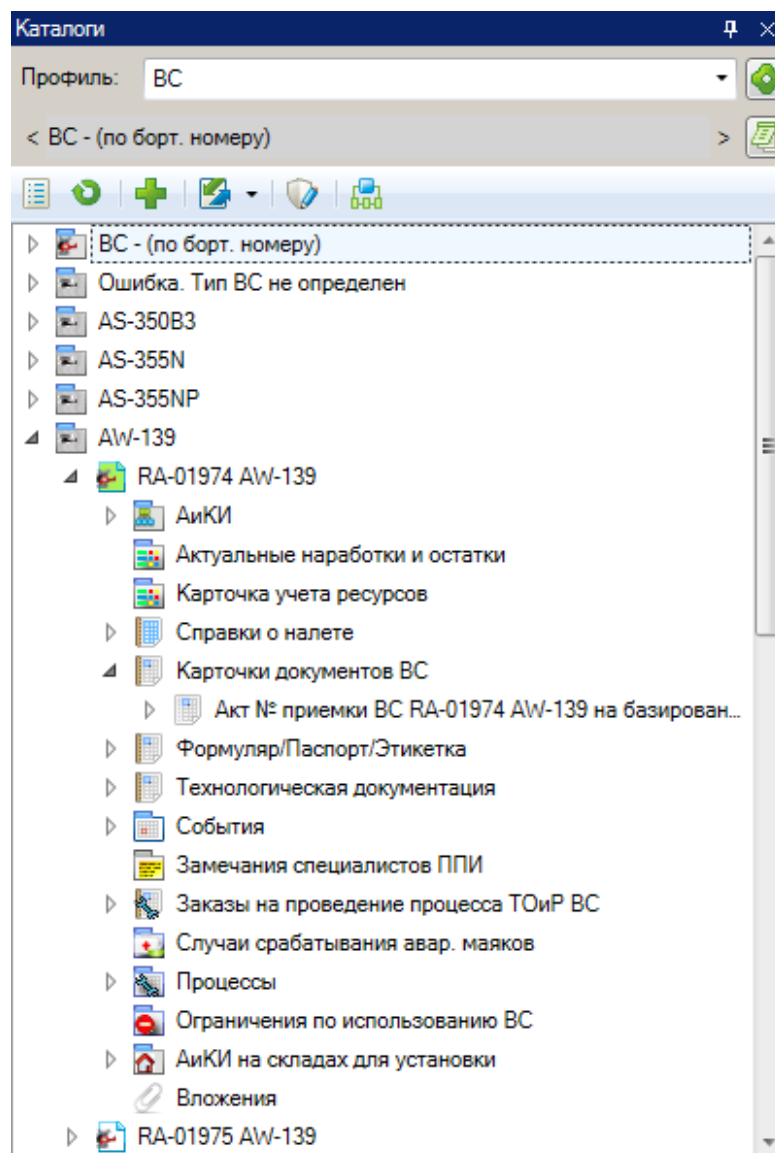 Каталоги
Профиль: ВС
< ВС - (по борт. номеру) >
ВС - (по борт. номеру)
Ошибка. Тип ВС не определен
AS-350B3
AS-355N
AS-355NP
AW-139
RA-01974 AW-139
АиКИ
Актуальные наработки и остатки
Карточка учета ресурсов
Справки о налете
Карточки документов ВС
Акт № приемки ВС RA-01974 AW-139 на базирован...
Формуляр/Паспорт/Этикетка
Технологическая документация
События
Замечания специалистов ППИ
Заказы на проведение процесса ТОиР ВС
Случаи срабатывания авар. маяков
Процессы
Ограничения по использованию ВС
АиКИ на складах для установки
Вложения
RA-01975 AW-139